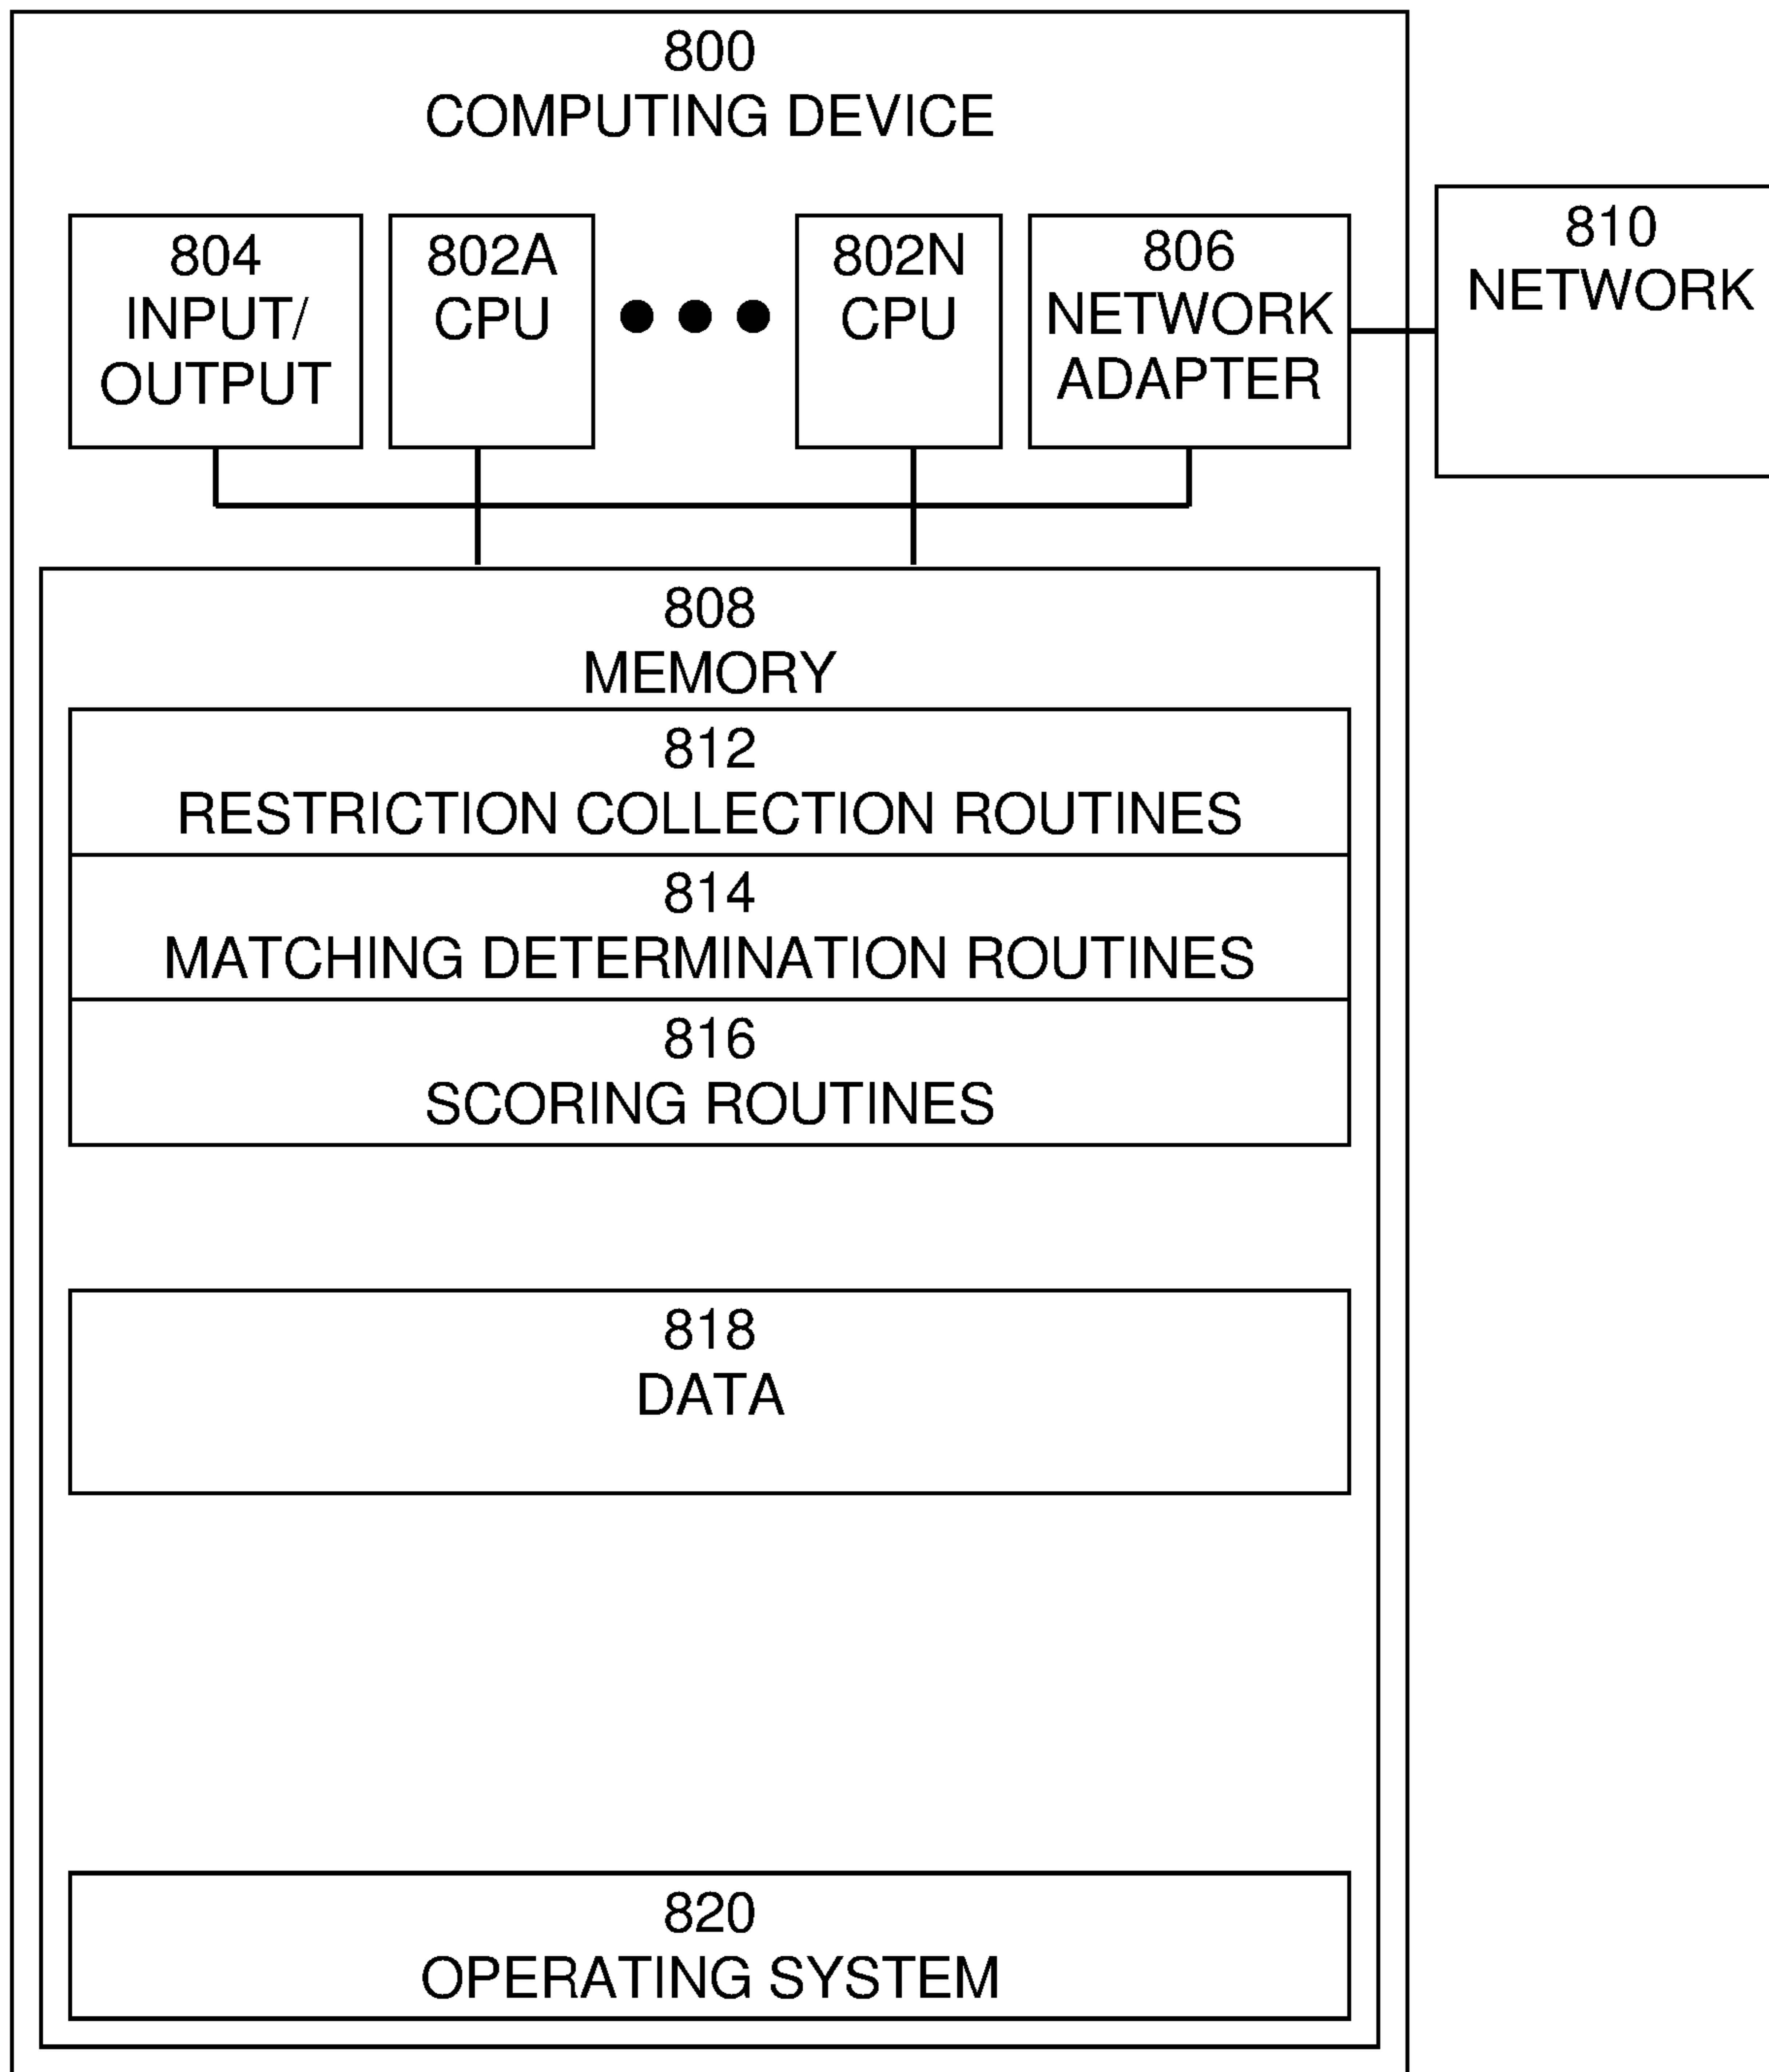 800
COMPUTING DEVICE
804
INPUT/
OUTPUT
802A
CPU
802N
CPU
806
NETWORK
ADAPTER
810
NETWORK
808
MEMORY
812
RESTRICTION COLLECTION ROUTINES
814
MATCHING DETERMINATION ROUTINES
816
SCORING ROUTINES
818
DATA
820
OPERATING SYSTEM